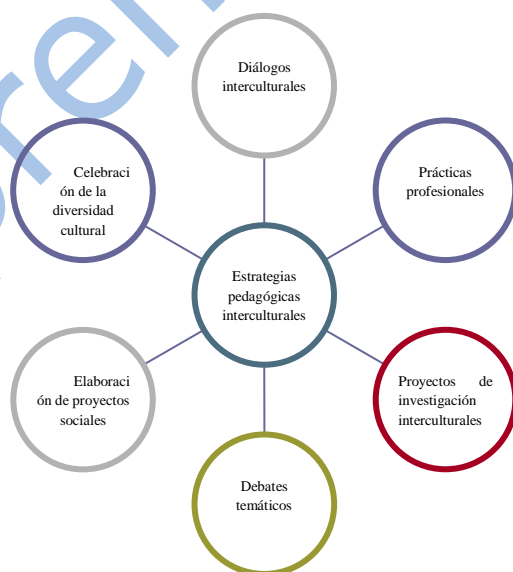 Diálogos
interculturales
Prácticas
profesionales
Proyectos de
investigación
interculturales
Debates
temáticos
Elaboraci
ón de proyectos
sociales
Celebraci
ón de la
diversidad
cultural
Estrategias
pedagógicas
interculturales